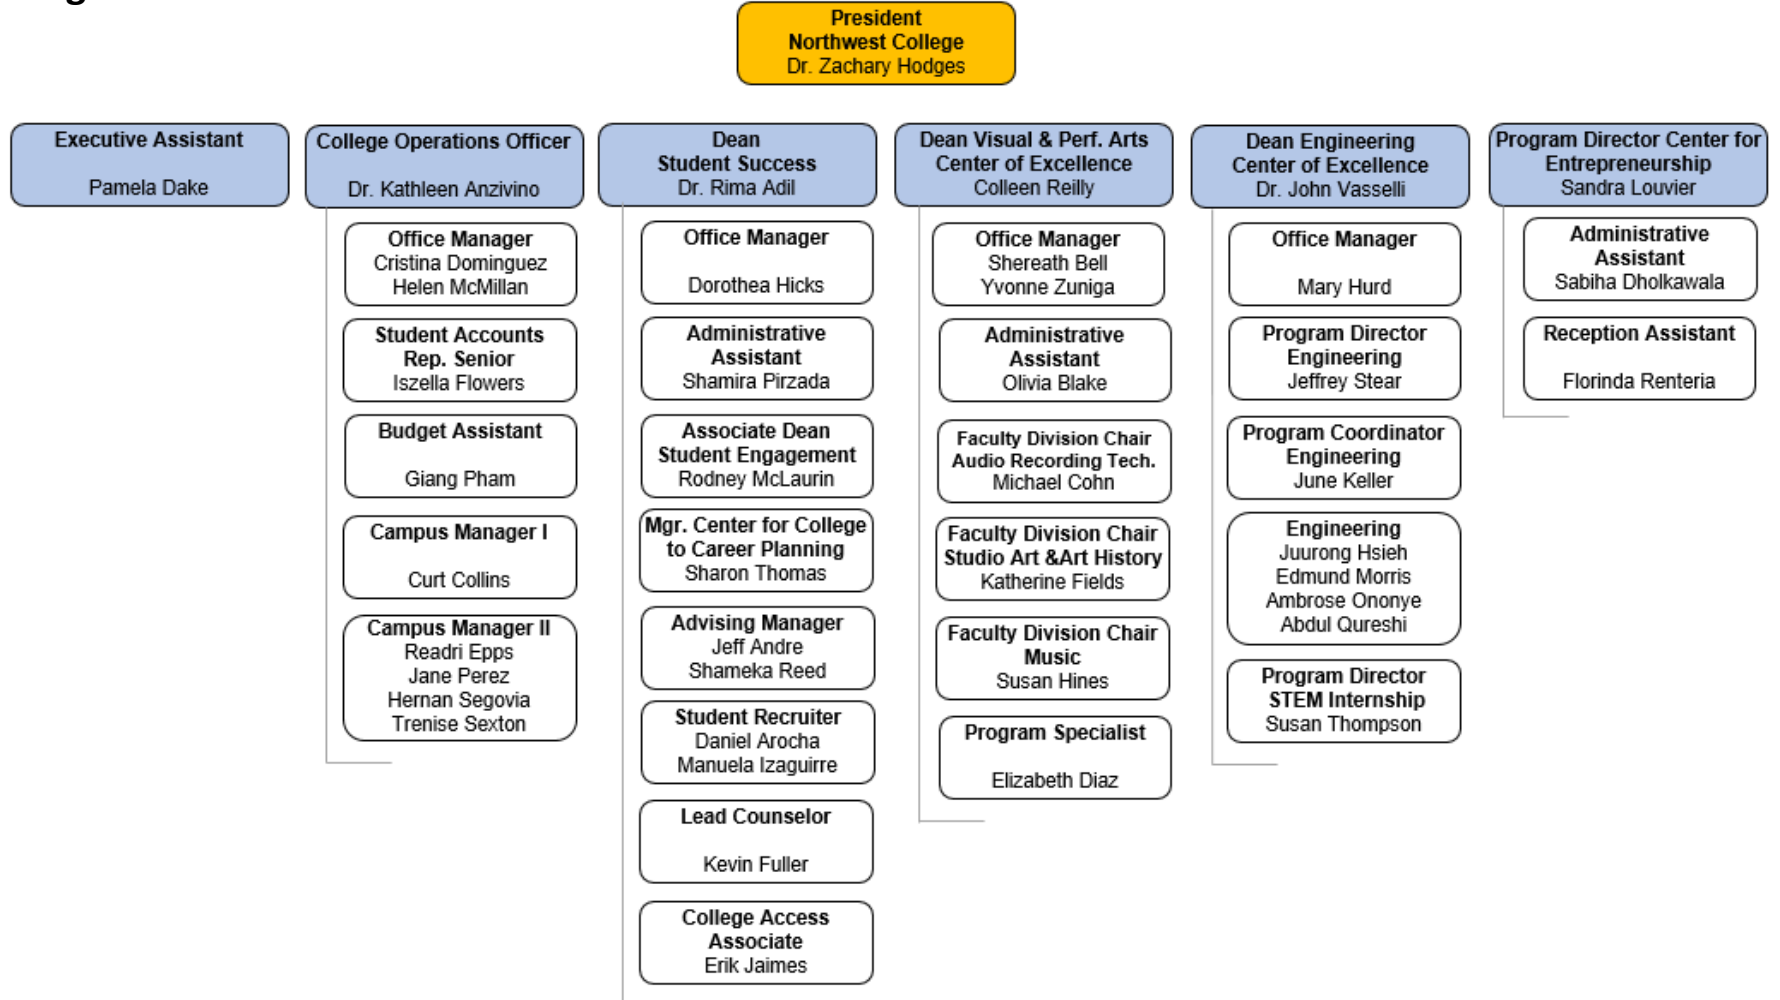 President
Northwest College
Dr. Zachary Hodges
Executive Assistant
Pamela Dake
College Operations Officer
Dr. Kathleen Anzivino
Office Manager
Cristina Dominguez
Helen McMillan
Student Accounts
Rep. Senior
Iszella Flowers
Budget Assistant
Giang Pham
Campus Manager I
Curt Collins
Campus Manager II
Readri Epps
Jane Perez
Hernan Segovia
Trenise Sexton
Dean
Student Success
Dr. Rima Adil
Office Manager
Dorothea Hicks
Administrative
Assistant
Shamira Pirzada
Associate Dean
Student Engagement
Rodney McLaurin
Mgr. Center for College
to Career Planning
Sharon Thomas
Advising Manager
Jeff Andre
Shameka Reed
Student Recruiter
Daniel Arocha
Manuela Izaguirre
Lead Counselor
Kevin Fuller
College Access
Associate
Erik Jaimes
Dean Visual & Perf. Arts
Center of Excellence
Colleen Reilly
Office Manager
Shereath Bell
Yvonne Zuniga
Administrative
Assistant
Olivia Blake
Faculty Division Chair
Audio Recording Tech.
Michael Cohn
Faculty Division Chair
Studio Art &Art History
Katherine Fields
Faculty Division Chair
Music
Susan Hines
Program Specialist
Elizabeth Diaz
Dean Engineering
Center of Excellence
Dr. John Vasselli
Office Manager
Mary Hurd
Program Director
Engineering
Jeffrey Stear
Program Coordinator
Engineering
June Keller
Engineering
Juurong Hsieh
Edmund Morris
Ambrose Ononye
Abdul Qureshi
Program Director
STEM Internship
Susan Thompson
Program Director Center for
Entrepreneurship
Sandra Louvier
Administrative
Assistant
Sabiha Dholkawala
Reception Assistant
Florinda Renteria